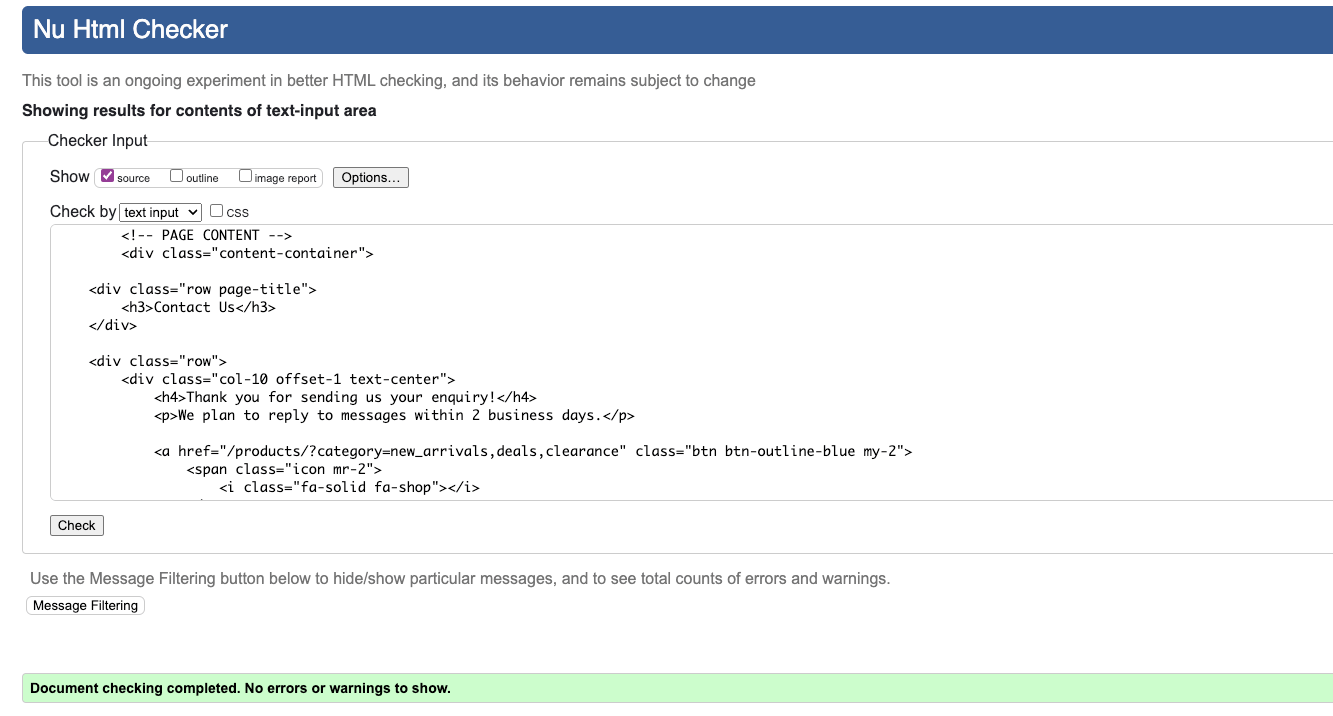 Nu Html Checker
This tool is an ongoing experiment in better HTML checking, and its behavior remains subject to change
Showing results for contents of text-input area
Checker Input
Show source outline image report Options...
Check by text input CSS
<!-- PAGE CONTENT -->
<div class="content-container">
<div class="row page-title">
<h3>Contact Us</h3>
</div>
<div class="row">
<div class="col-10 offset-1 text-center">
<h4>Thank you for sending us your enquiry!</h4>
<p>We plan to reply to messages within 2 business days.</p>
<a href="/products/?category=new_arrivals,deals,clearance" class="btn btn-outline-blue my-2">
<span class="icon mr-2">
<i class="fa-solid fa-shop"></i>
Check
Use the Message Filtering button below to hide/show particular messages, and to see total counts of errors and warnings.
Message Filtering
Document checking completed. No errors or warnings to show.